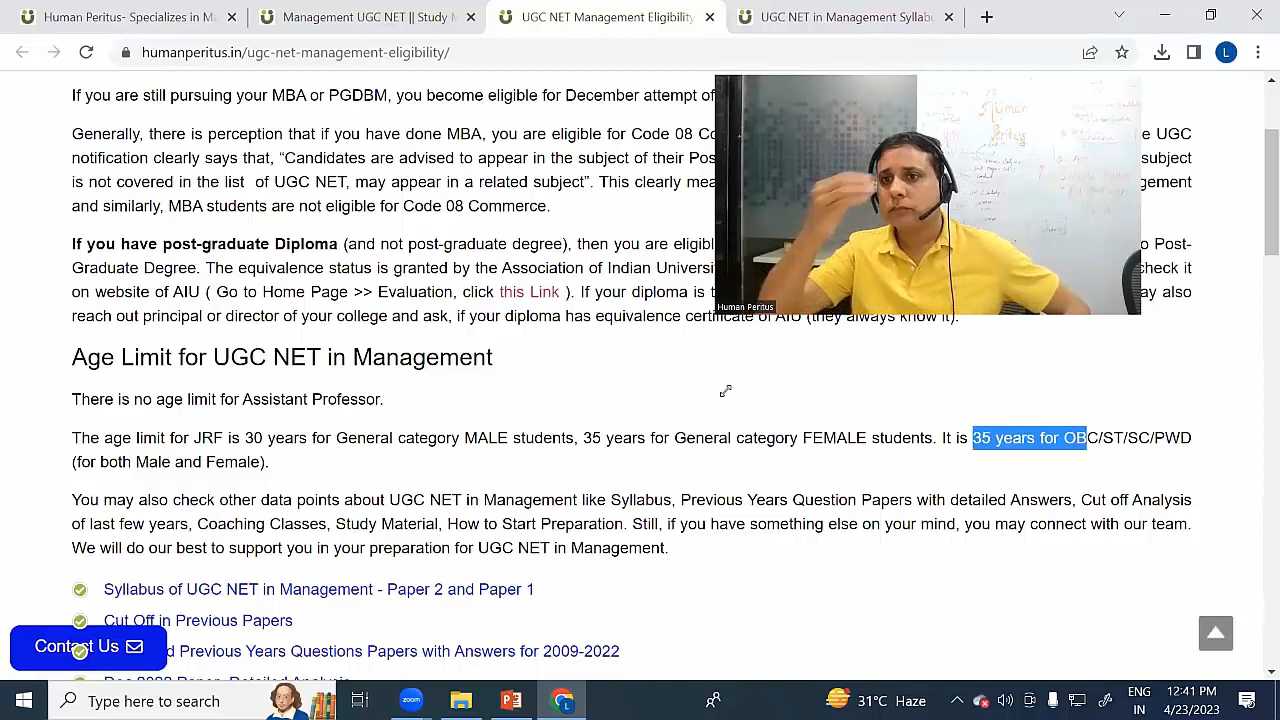 Human Peritus- Specializes in M
Management UGC NET || Study M
UGC NET Management Eligibility
UGC NET in Management Syllab
humanperitus.in/ugc-net-management-eligibility/
L
If you are still pursuing your MBA or PGDBM, you become eligible for December attempt of
Generally, there is perception that if you have done MBA, you are eligible for Code 08 Co e UGC
notification clearly says that, “Candidates are advised to appear in the subject of their Pos subject
is not covered in the list of UGC NET, may appear in a related subject”. This clearly mea gement
and similarly, MBA students are not eligible for Code 08 Commerce.
Human
Peritus
If you have post-graduate Diploma (and not post-graduate degree), then you are eligibl o Post-
Graduate Degree. The equivalence status is granted by the Association of Indian Universi check it
on website of AIU ( Go to Home Page >> Evaluation, click this Link ). If your diploma is t ay also
Human Peritus
reach out principal or director of your college and ask, if your diploma has equivalence certificate of AIU (they always know it).
Age Limit for UGC NET in Management
There is no age limit for Assistant Professor.
The age limit for JRF is 30 years for General category MALE students, 35 years for General category FEMALE students. It is 35 years for OBC/ST/SC/PWD
(for both Male and Female).
You may also check other data points about UGC NET in Management like Syllabus, Previous Years Question Papers with detailed Answers, Cut off Analysis
of last few years, Coaching Classes, Study Material, How to Start Preparation. Still, if you have something else on your mind, you may connect with our team.
We will do our best to support you in your preparation for UGC NET in Management.
Syllabus of UGC NET in Management - Paper 2 and Paper 1
Cut Off in Previous Papers
Contact Us
d Previous Years Questions Papers with Answers for 2009-2022
Type here to search
zoom
31°C Haze
ENG
IN
12:41 PM
4/23/2023